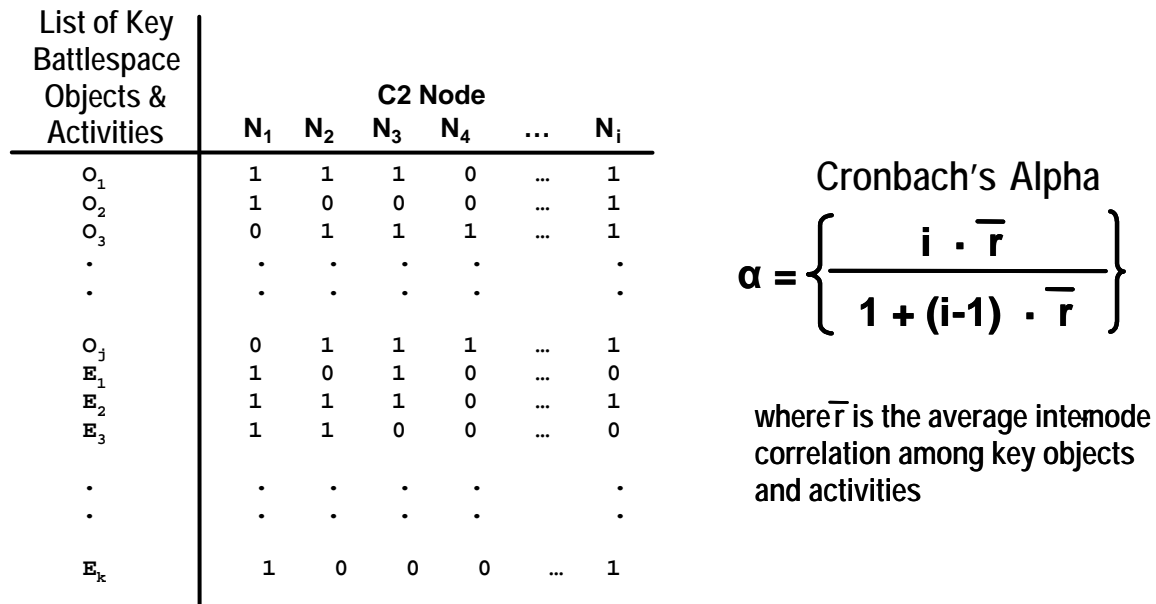 List of Key
Battlespace
Objects &
Activities
C2 Node
N₁ N₂ N₃ N₄ … Nᵢ
O₁ 1 1 1 0 … 1
O₂ 1 0 0 0 … 1
O₃ 0 1 1 1 … 1
. . . . . .
. . . . . .
Oⱼ 0 1 1 1 … 1
E₁ 1 0 1 0 … 0
E₂ 1 1 1 0 … 1
E₃ 1 1 0 0 … 0
. . . . . .
. . . . . .
Eₖ 1 0 0 0 … 1
Cronbach's Alpha
α = { i · r̅ / 1 + (i-1) · r̅ }
where r̅ is the average internode
correlation among key objects
and activities